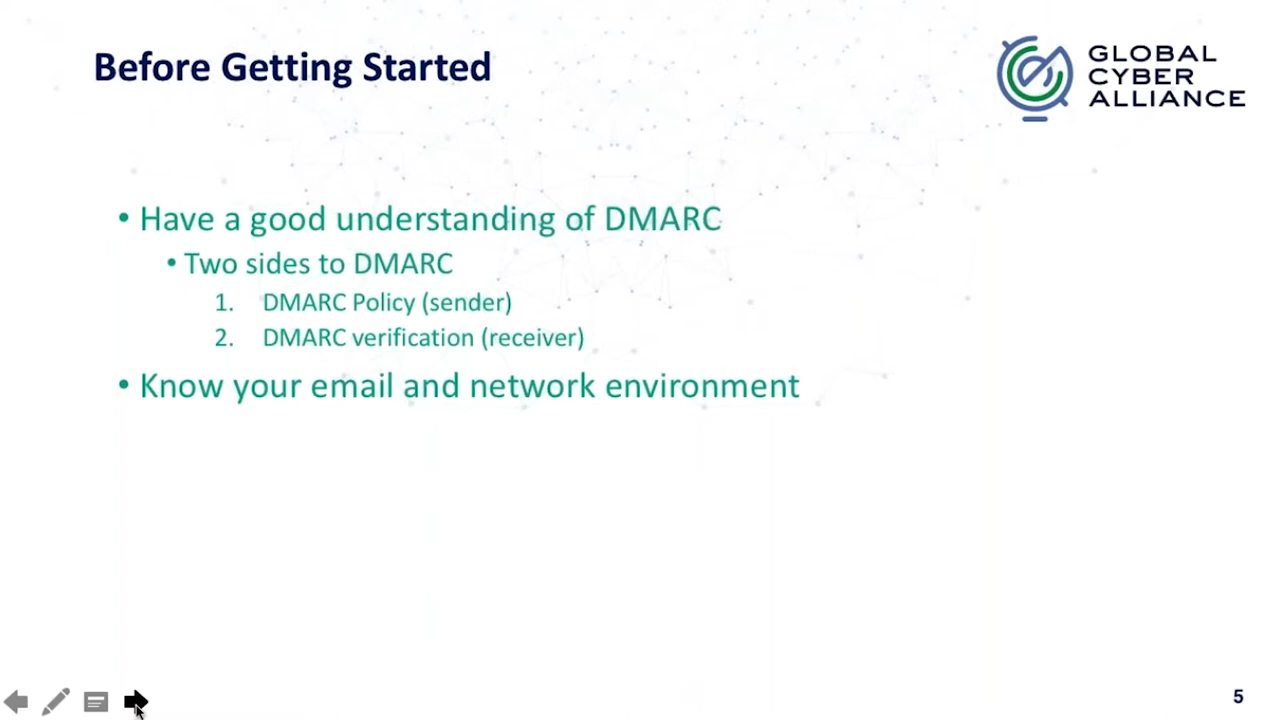 Before Getting Started
GLOBAL
CYBER
ALLIANCE
• Have a good understanding of DMARC
• Two sides to DMARC
1. DMARC Policy (sender)
2. DMARC verification (receiver)
• Know your email and network environment
5